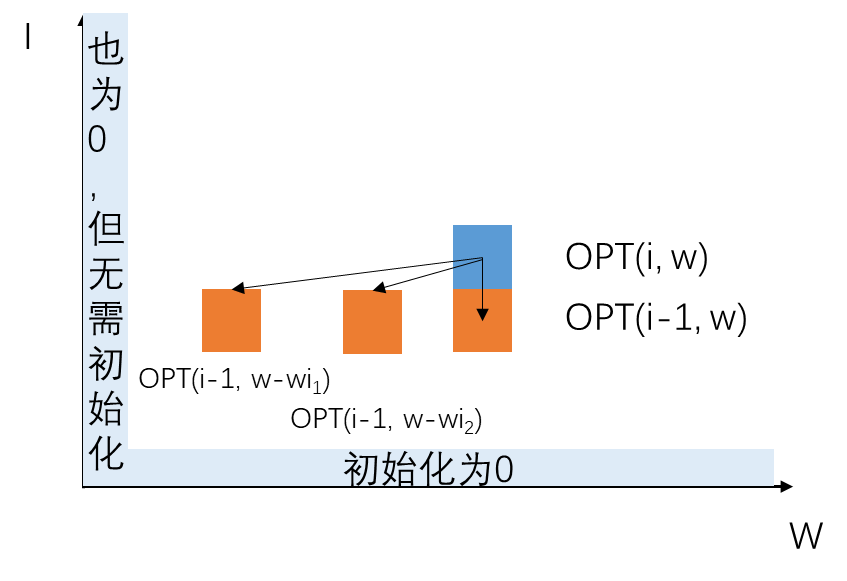 I
也为0,但无需初始化
OPT(i, w)
OPT(i-1, w)
OPT(i-1, w-wi₁)
OPT(i-1, w-wi₂)
初始化为0
W